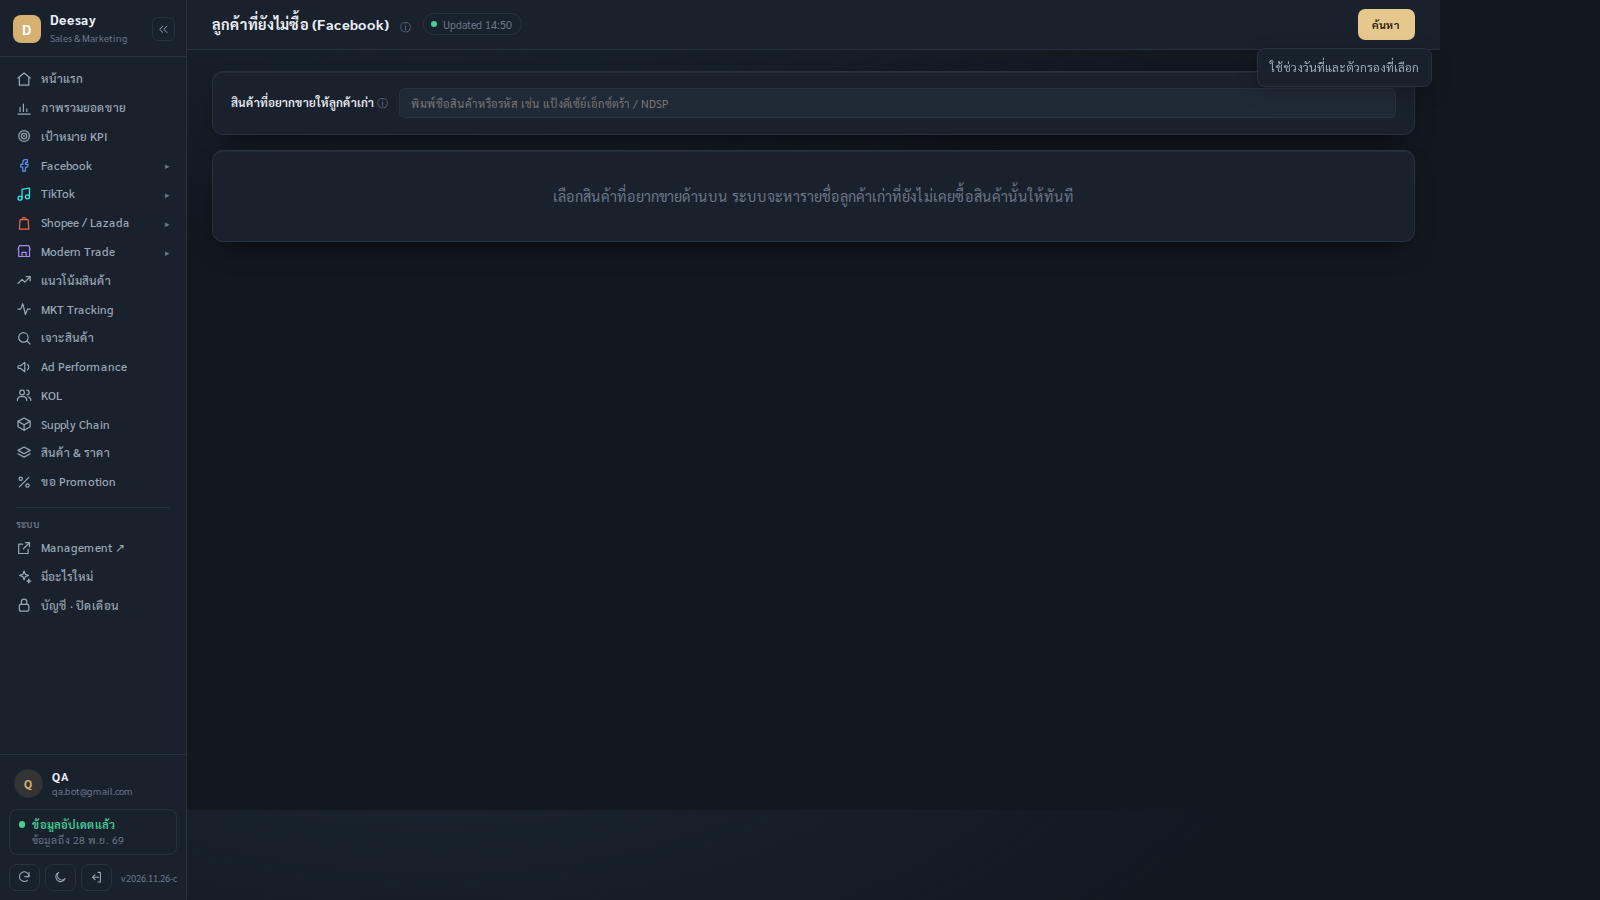 D
Deesay
Sales & Marketing
หน้าแรก
ภาพรวมยอดขาย
เป้าหมาย KPI
Facebook
TikTok
Shopee / Lazada
Modern Trade
แนวโน้มสินค้า
MKT Tracking
เจาะสินค้า
Ad Performance
KOL
Supply Chain
สินค้า & ราคา
ขอ Promotion
ระบบ
Management ↗
มีอะไรใหม่
บัญชี · ปิดเดือน
Q
QA
qa.bot@gmail.com
ข้อมูลอัปเดตแล้ว
ข้อมูลถึง 28 พ.ย. 69
v2026.11.26-c
ลูกค้าที่ยังไม่ซื้อ (Facebook) ⓘ
Updated 14:50
ค้นหา
ใช้ช่วงวันที่และตัวกรองที่เลือก
สินค้าที่อยากขายให้ลูกค้าเก่า ⓘ
พิมพ์ชื่อสินค้าหรือรหัส เช่น แป้งดีเซย์เอ็กซ์ตร้า / NDSP
เลือกสินค้าที่อยากขายด้านบน ระบบจะหารายชื่อลูกค้าเก่าที่ยังไม่เคยซื้อสินค้านั้นให้ทันที